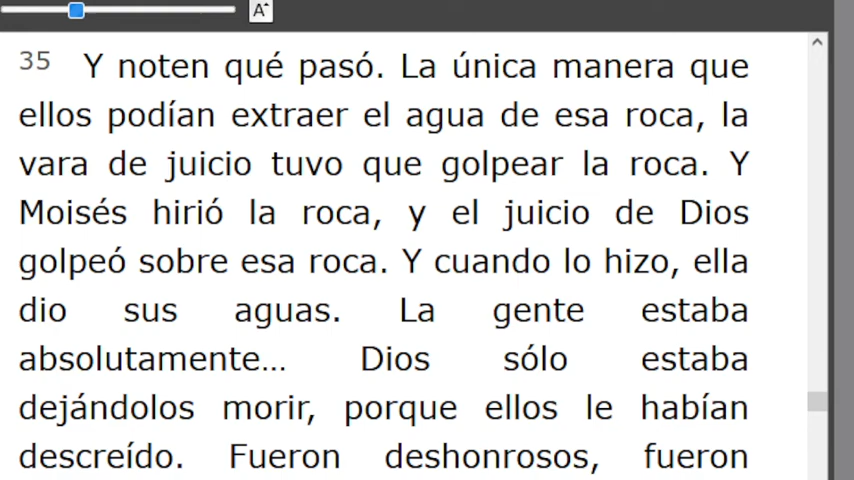 A^
35 Y noten qué pasó. La única manera que
ellos podían extraer el agua de esa roca, la
vara de juicio tuvo que golpear la roca. Y
Moisés hirió la roca, y el juicio de Dios
golpeó sobre esa roca. Y cuando lo hizo, ella
dio sus aguas. La gente estaba
absolutamente... Dios sólo estaba
dejándolos morir, porque ellos le habían
descreído. Fueron deshonrosos, fueron